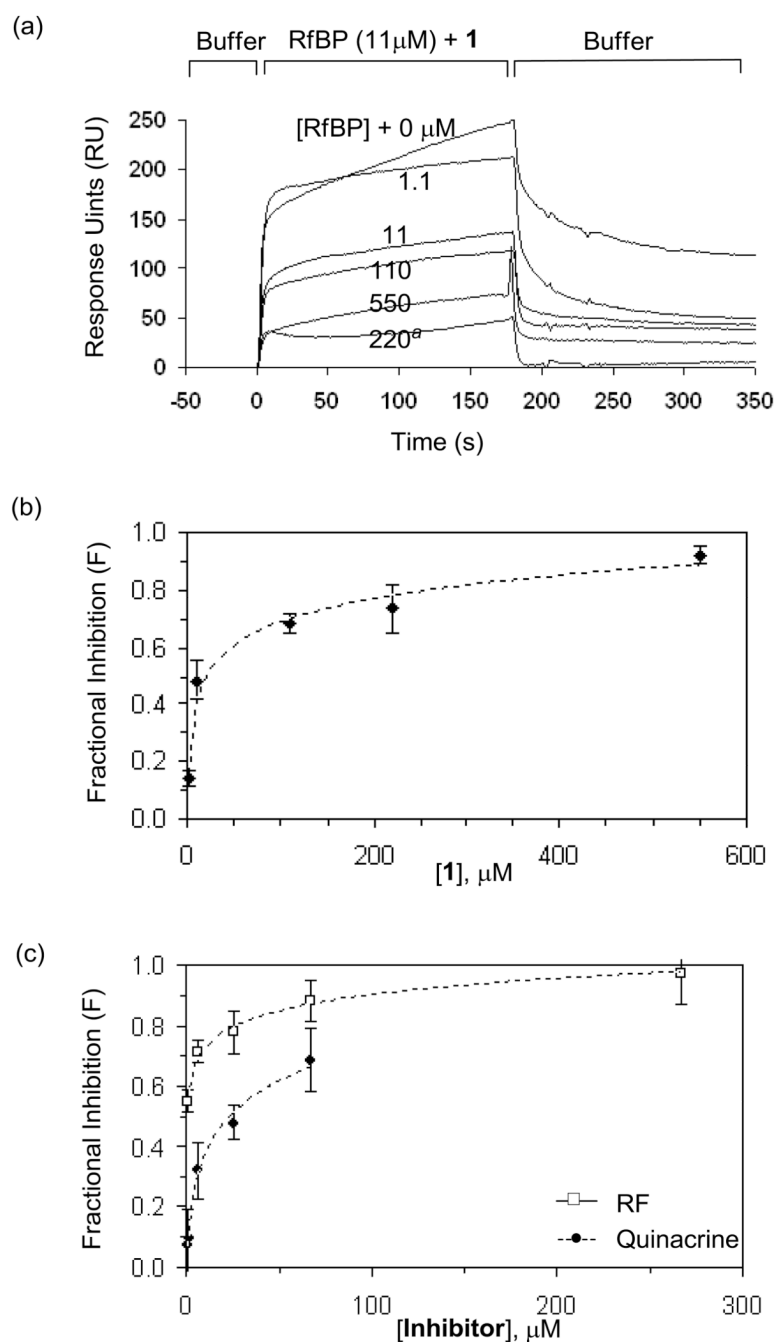 (a)
Buffer RfBP (11µM) + 1 Buffer
Response Uints (RU)
250
200
150
100
50
0
[RfBP] + 0 µM
1.1
11
110
550
220a
-50 0 50 100 150 200 250 300 350
Time (s)
(b)
Fractional Inhibition (F)
1.0
0.8
0.6
0.4
0.2
0.0
0 200 400 600
[1], µM
(c)
Fractional Inhibition (F)
1.0
0.8
0.6
0.4
0.2
0.0
RF
Quinacrine
0 100 200 300
[Inhibitor], µM